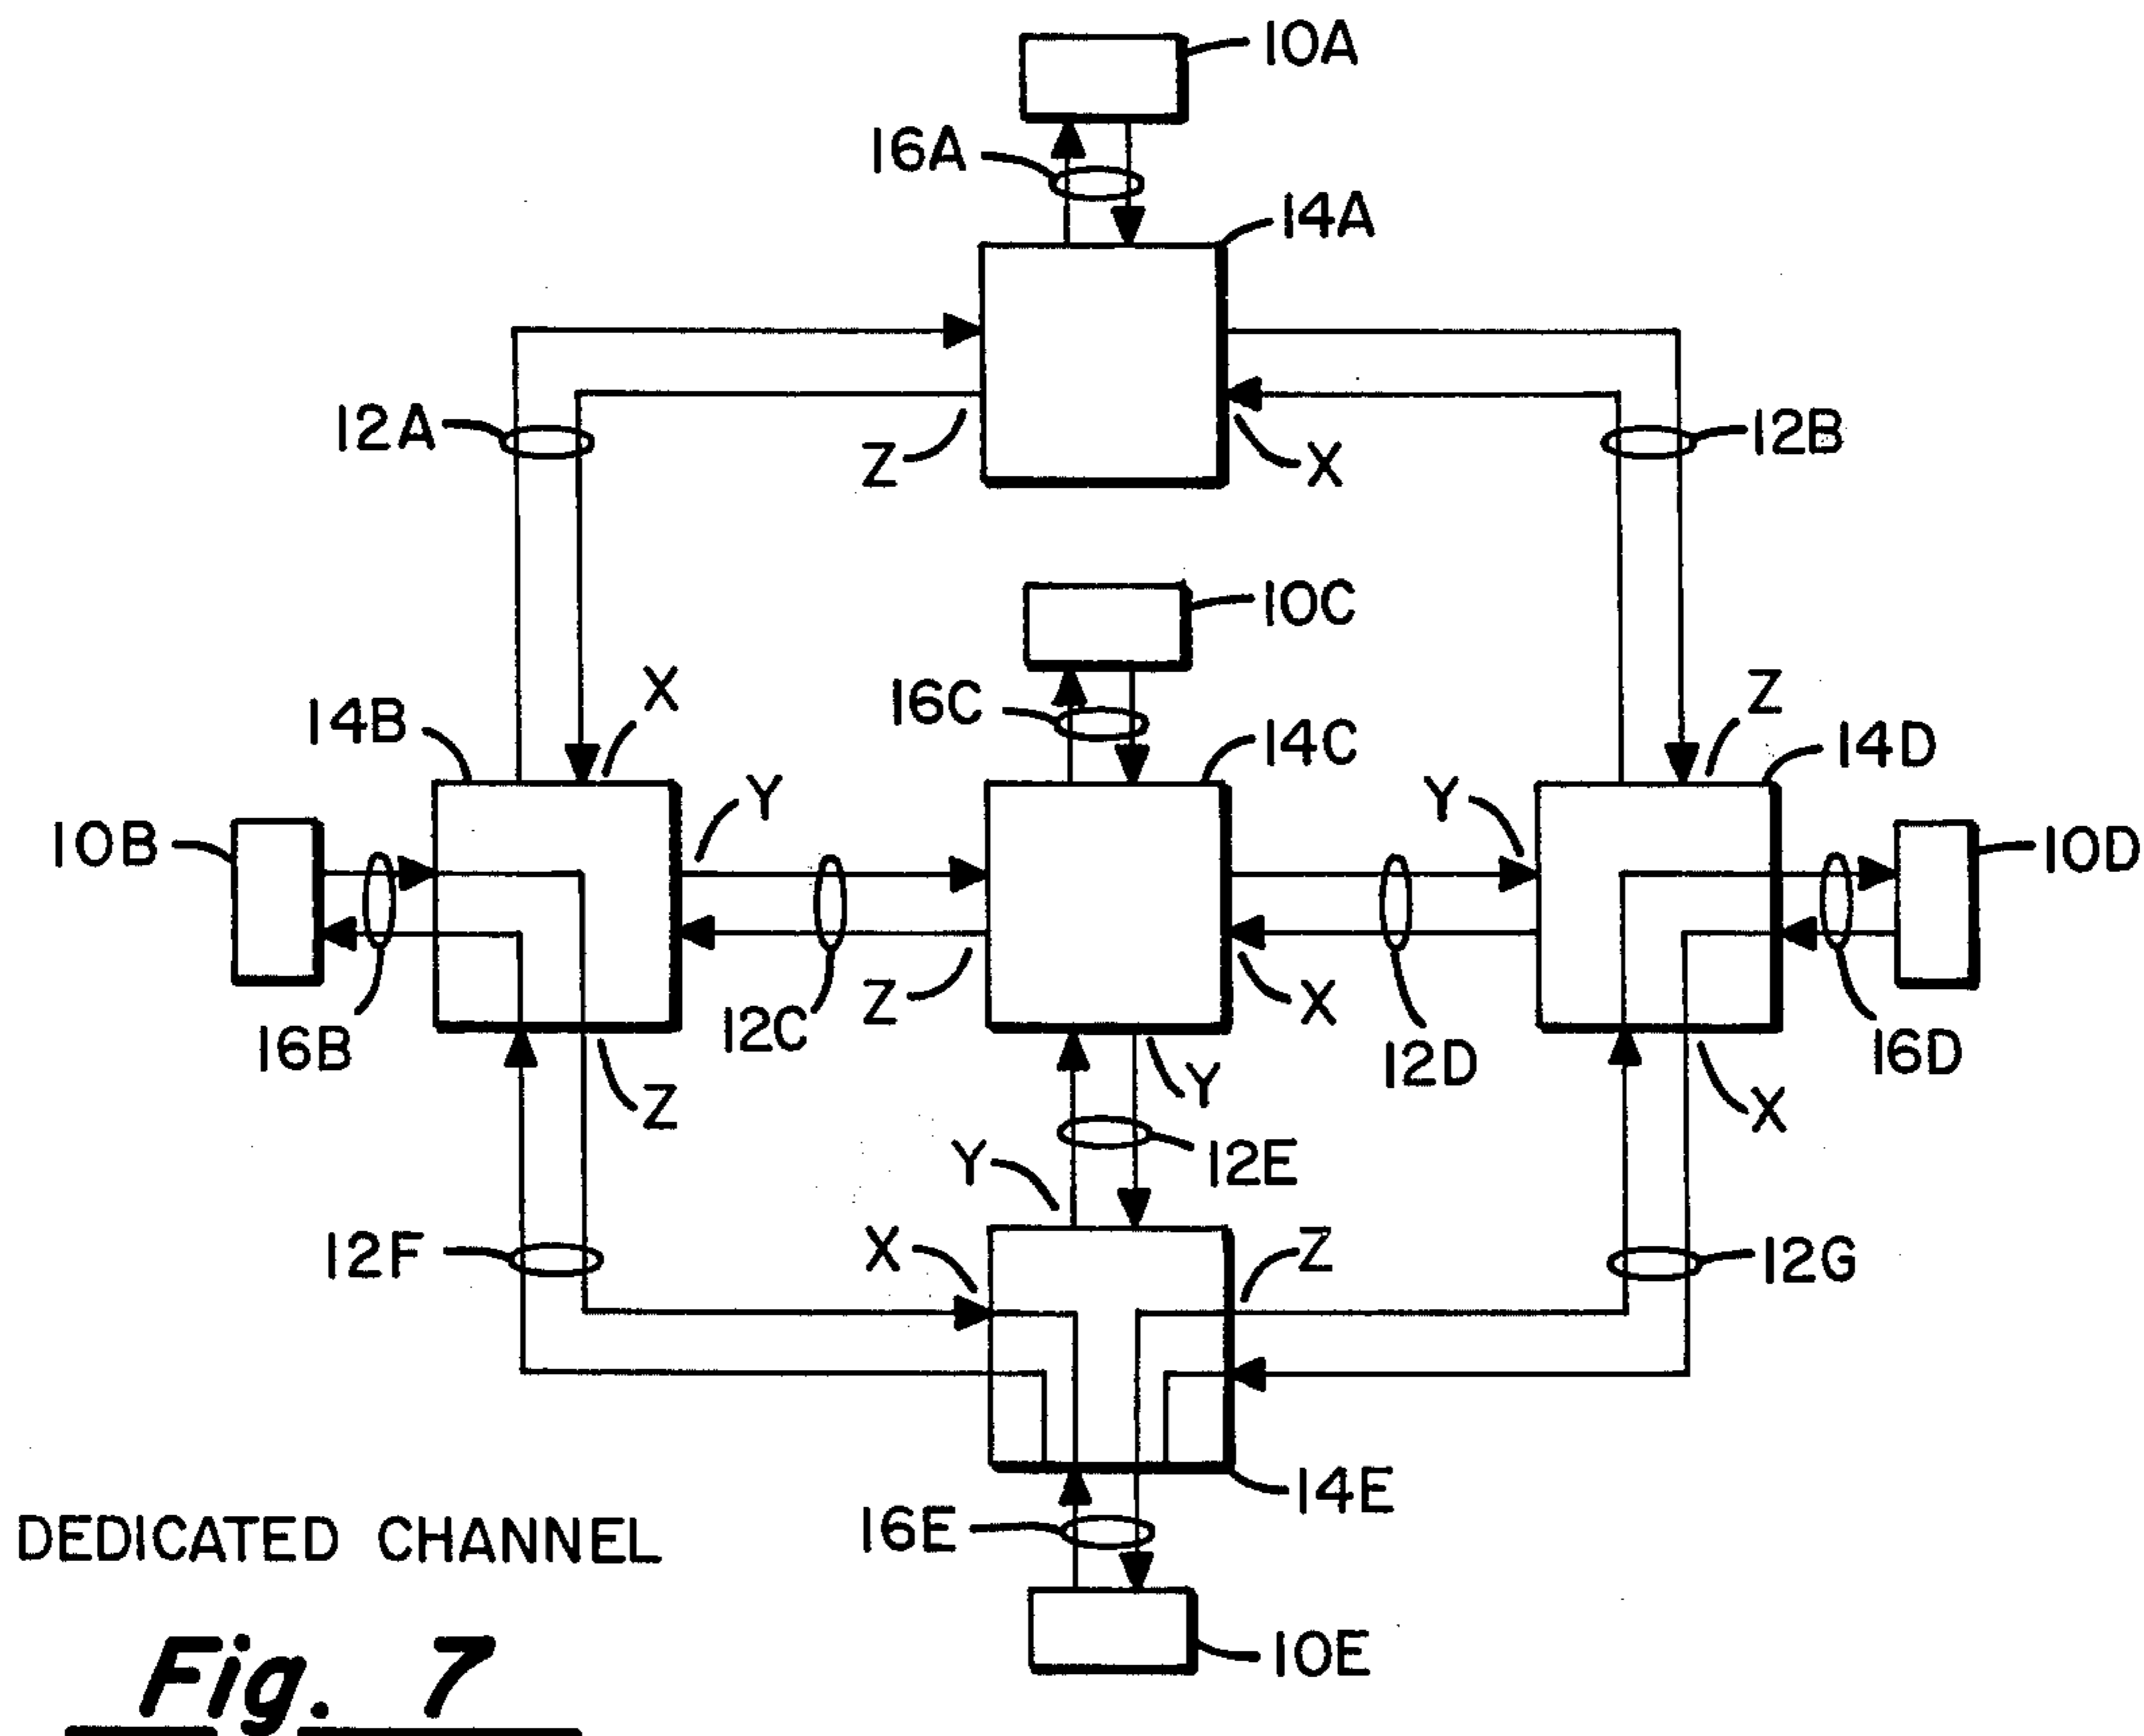 10A
16A
14A
12A
Z
X
12B
10C
16C
14B
X
14C
Z
14D
Y
Y
10B
10D
16B
12C
Z
X
12D
16D
Z
Y
X
Y
12E
12F
X
Z
12G
14E
16E
DEDICATED CHANNEL
10E
Fig. 7